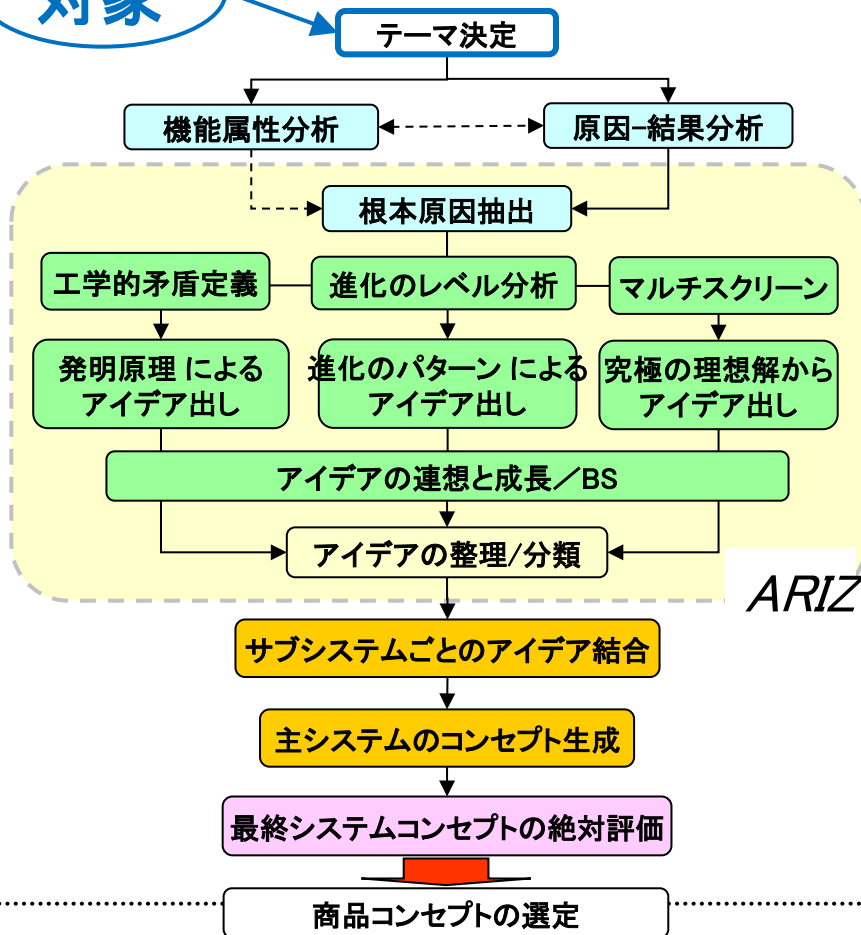 対象
テーマ決定
機能属性分析
原因-結果分析
根本原因抽出
工学的矛盾定義
進化のレベル分析
マルチスクリーン
発明原理 による
アイデア出し
進化のパターン による
アイデア出し
究極の理想解から
アイデア出し
アイデアの連想と成長／BS
アイデアの整理/分類
ARIZ
サブシステムごとのアイデア結合
主システムのコンセプト生成
最終システムコンセプトの絶対評価
商品コンセプトの選定